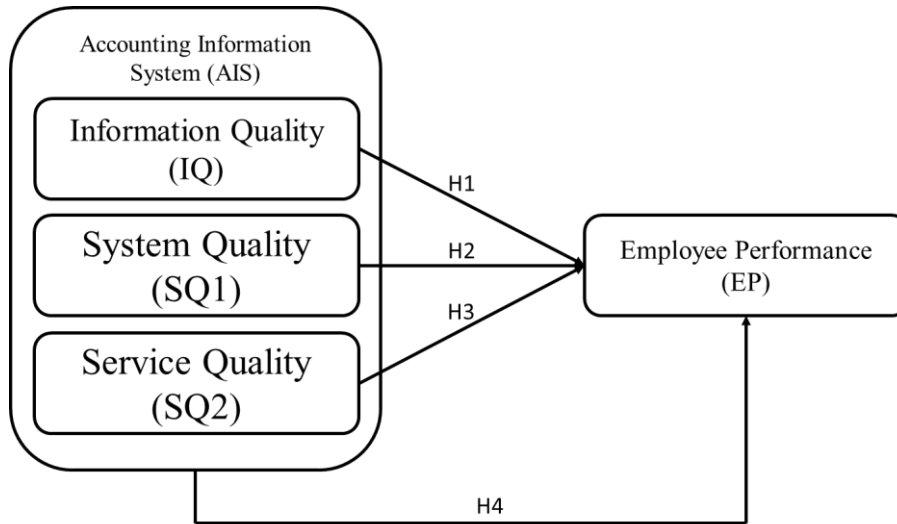 Accounting Information
System (AIS)
Information Quality
(IQ)
System Quality
(SQ1)
Service Quality
(SQ2)
H1
H2
H3
Employee Performance
(EP)
H4